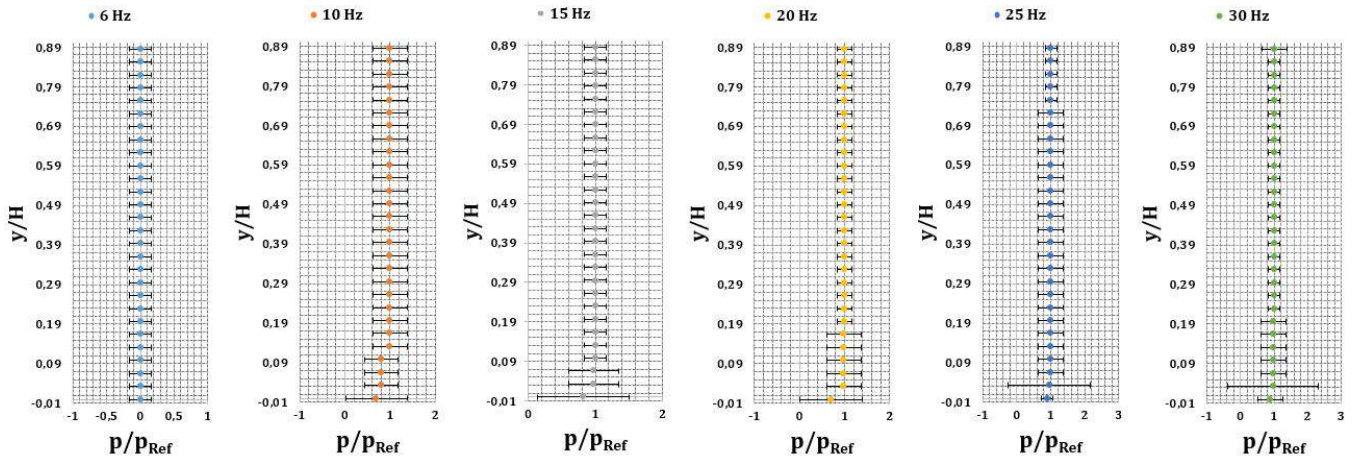 6 Hz
0,89
0,79
0,69
0,59
0,49
0,39
0,29
0,19
0,09
-0,01
y/H
-1 -0,5 0 0,5 1
p/pRef
10 Hz
0,89
0,79
0,69
0,59
0,49
0,39
0,29
0,19
0,09
-0,01
y/H
-1 0 1 2
p/pRef
15 Hz
0,89
0,79
0,69
0,59
0,49
0,39
0,29
0,19
0,09
-0,01
y/H
0 1 2
p/pRef
20 Hz
0,89
0,79
0,69
0,59
0,49
0,39
0,29
0,19
0,09
-0,01
y/H
-1 0 1 2
p/pRef
25 Hz
0,89
0,79
0,69
0,59
0,49
0,39
0,29
0,19
0,09
-0,01
y/H
-1 0 1 2 3
p/pRef
30 Hz
0,89
0,79
0,69
0,59
0,49
0,39
0,29
0,19
0,09
-0,01
y/H
-1 0 1 2 3
p/pRef